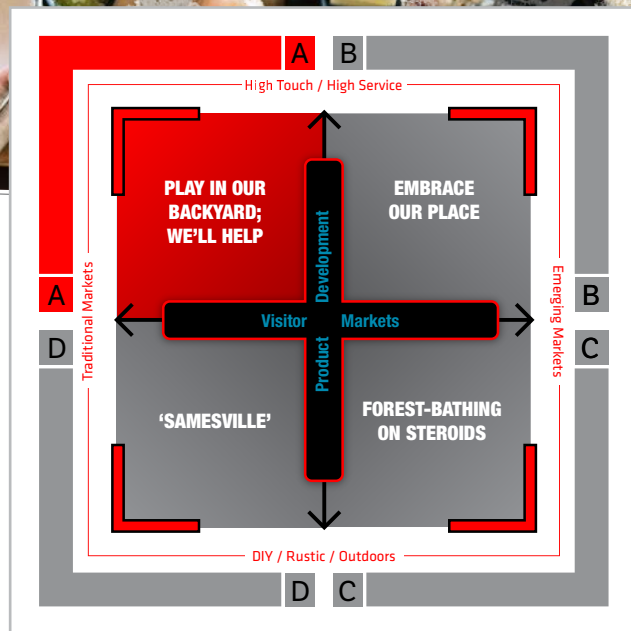 A B
High Touch / High Service
PLAY IN OUR
BACKYARD;
WE'LL HELP
EMBRACE
OUR PLACE
Development
Traditional Markets
Emerging Markets
A
B
Visitor Markets
D
C
Product
'SAMESVILLE'
FOREST-BATHING
ON STEROIDS
DIY / Rustic / Outdoors
D C